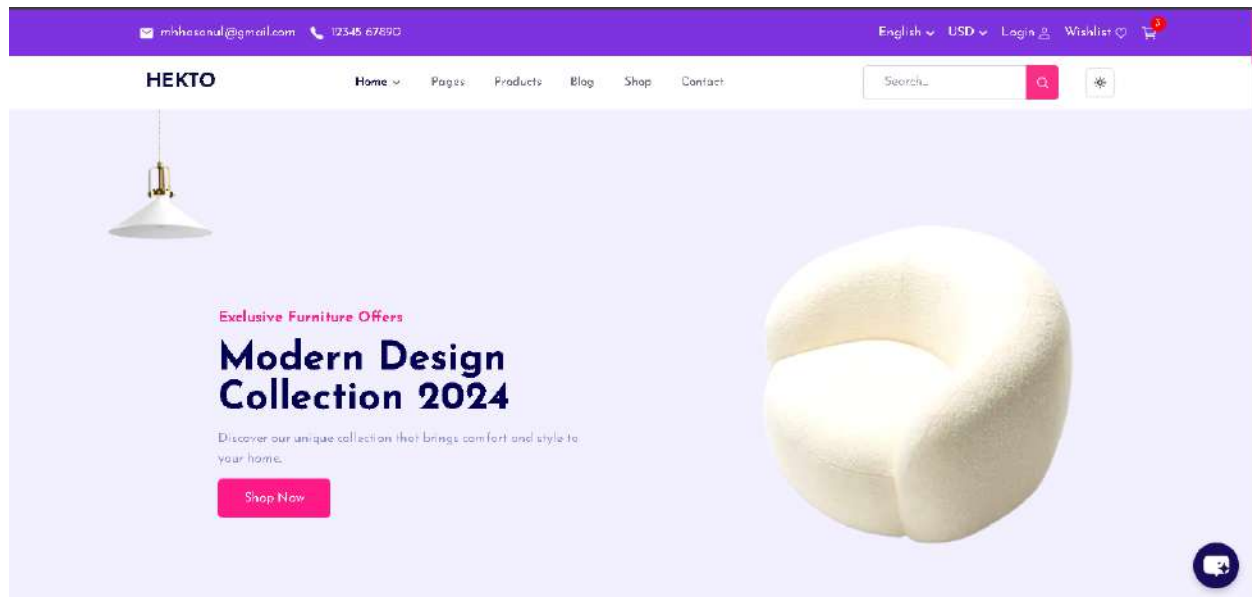 mhhasanul@gmail.com 12345 67890 English USD Login Wishlist 3
HEKTO Home Pages Products Blog Shop Contact Search...
Exclusive Furniture Offers
Modern Design
Collection 2024
Discover our unique collection that brings comfort and style to
your home.
Shop Now